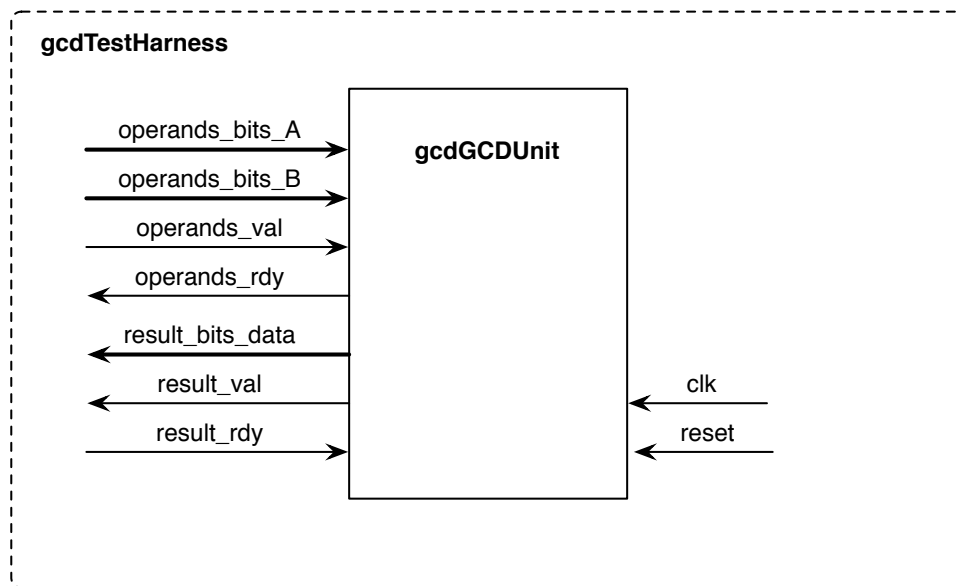 gcdTestHarness
operands_bits_A
gcdGCDUnit
operands_bits_B
operands_val
operands_rdy
result_bits_data
result_val
clk
result_rdy
reset